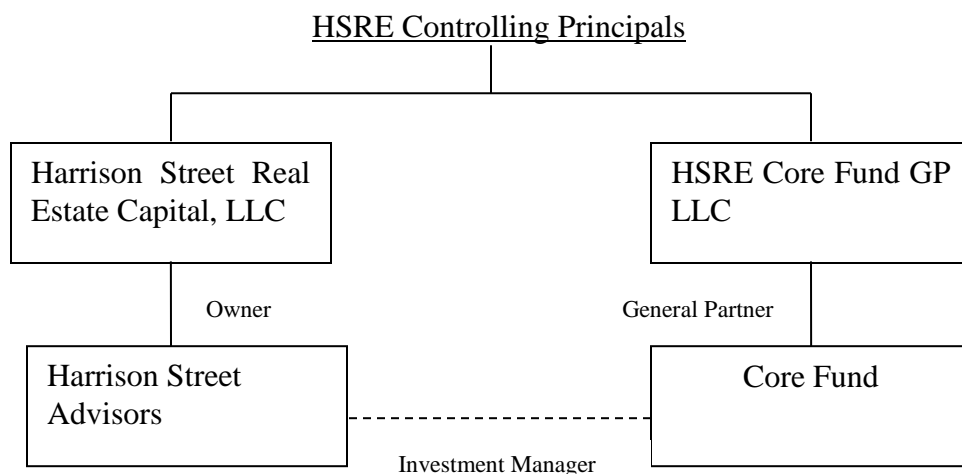 HSRE Controlling Principals
Harrison Street Real
Estate Capital, LLC
HSRE Core Fund GP
LLC
Owner
General Partner
Harrison Street
Advisors
Core Fund
Investment Manager